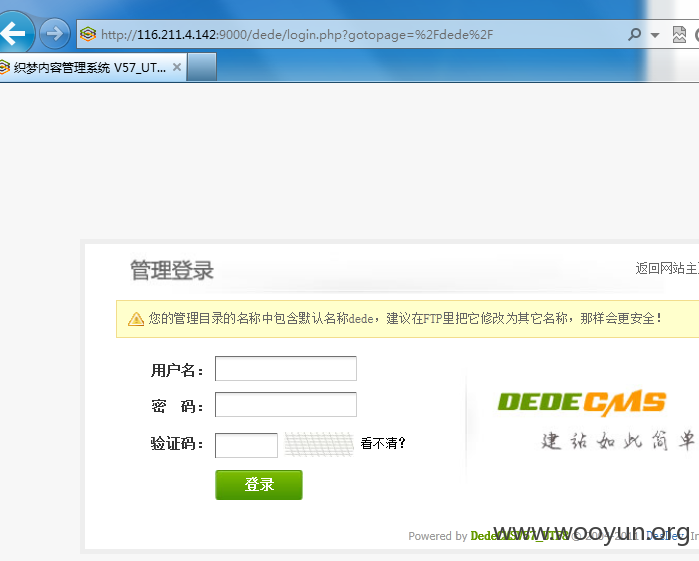 http://116.211.4.142:9000/dede/login.php?gotopage=%2Fdede%2F
织梦内容管理系统 V57_UT...
管理登录
返回网站主
您的管理目录的名称中包含默认名称dede，建议在FTP里把它修改为其它名称，那样会更安全！
用户名：
密 码：
验证码： 看不清？
登录
DEDECMS
建站如此简单
Powered by DedeCMSV57_UTF8 © 2004-2011 DesDev
www.wooyun.org